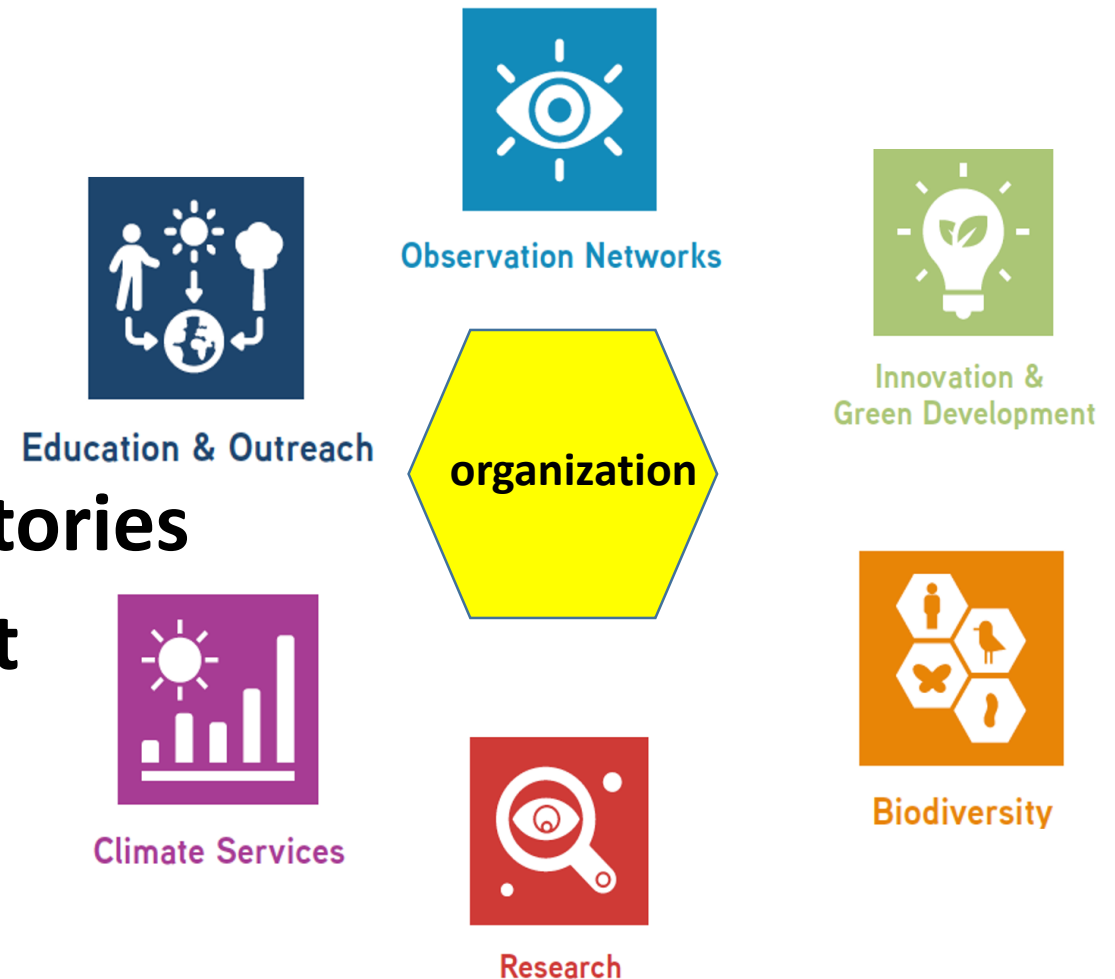 Observation Networks
Innovation &
Green Development
Education & Outreach
organization
tories
t
Climate Services
Biodiversity
Research